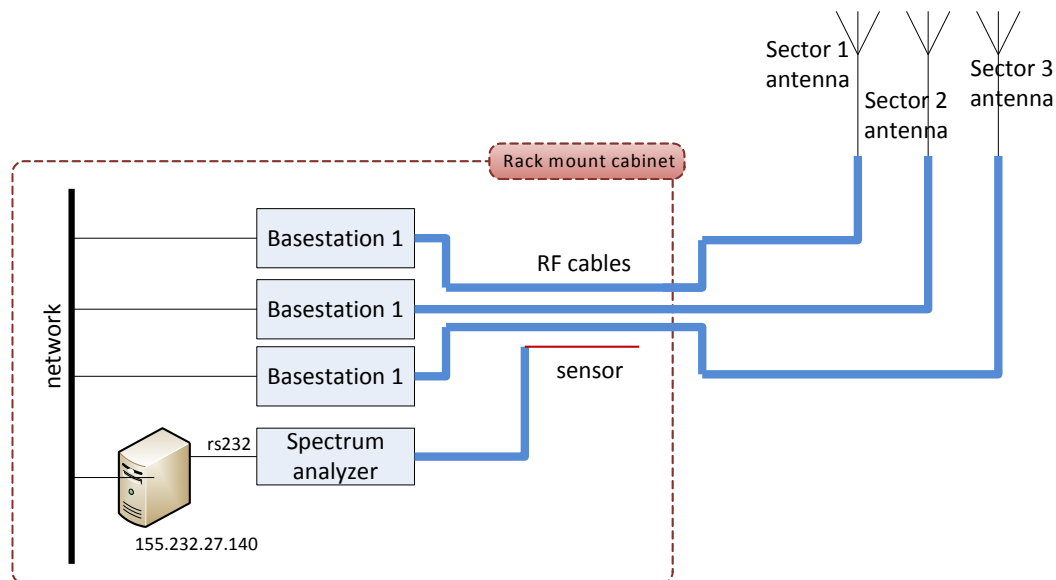 Sector 1
antenna
Sector 2
antenna
Sector 3
antenna
Rack mount cabinet
Basestation 1
RF cables
Basestation 1
network
Basestation 1
sensor
rs232
Spectrum
analyzer
155.232.27.140